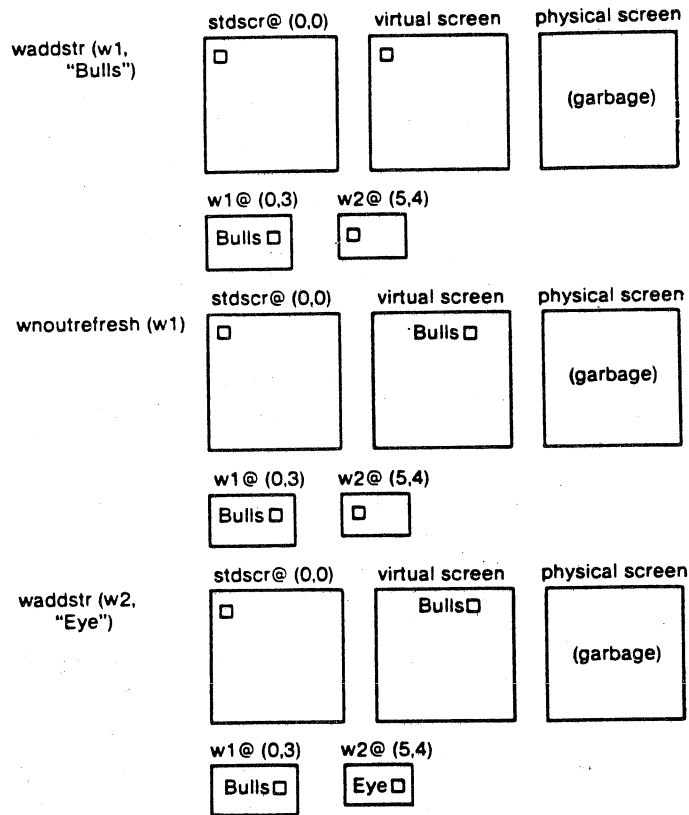 stdscr@ (0,0) virtual screen physical screen
waddstr (w1,
"Bulls")
(garbage)
w1@ (0,3) w2@ (5,4)
Bulls
stdscr@ (0,0) virtual screen physical screen
wnoutrefresh (w1)
Bulls
(garbage)
w1@ (0,3) w2@ (5,4)
Bulls
stdscr@ (0,0) virtual screen physical screen
waddstr (w2,
"Eye")
Bulls
(garbage)
w1@ (0,3) w2@ (5,4)
Bulls Eye